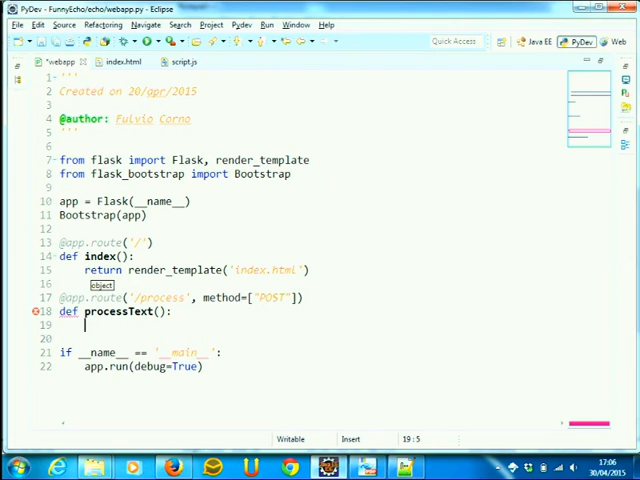 PyDev - FunnyEcho/echo/webapp.py - Eclipse
File Edit Source Refactoring Navigate Search Project Pydev Run Window Help
Quick Access Java EE PyDev Web
*webapp index.html script.js
1 '''
2 Created on 20/apr/2015
3
4 @author: Fulvio Corno
5 '''
6
7 from flask import Flask, render_template
8 from flask_bootstrap import Bootstrap
9
10 app = Flask(__name__)
11 Bootstrap(app)
12
13 @app.route('/')
14 def index():
15 return render_template('index.html')
16 object
17 @app.route('/process', method=["POST"])
18 def processText():
19
20
21 if __name__ == '__main__':
22 app.run(debug=True)
Writable Insert 19 : 5
17:06
30/04/2015